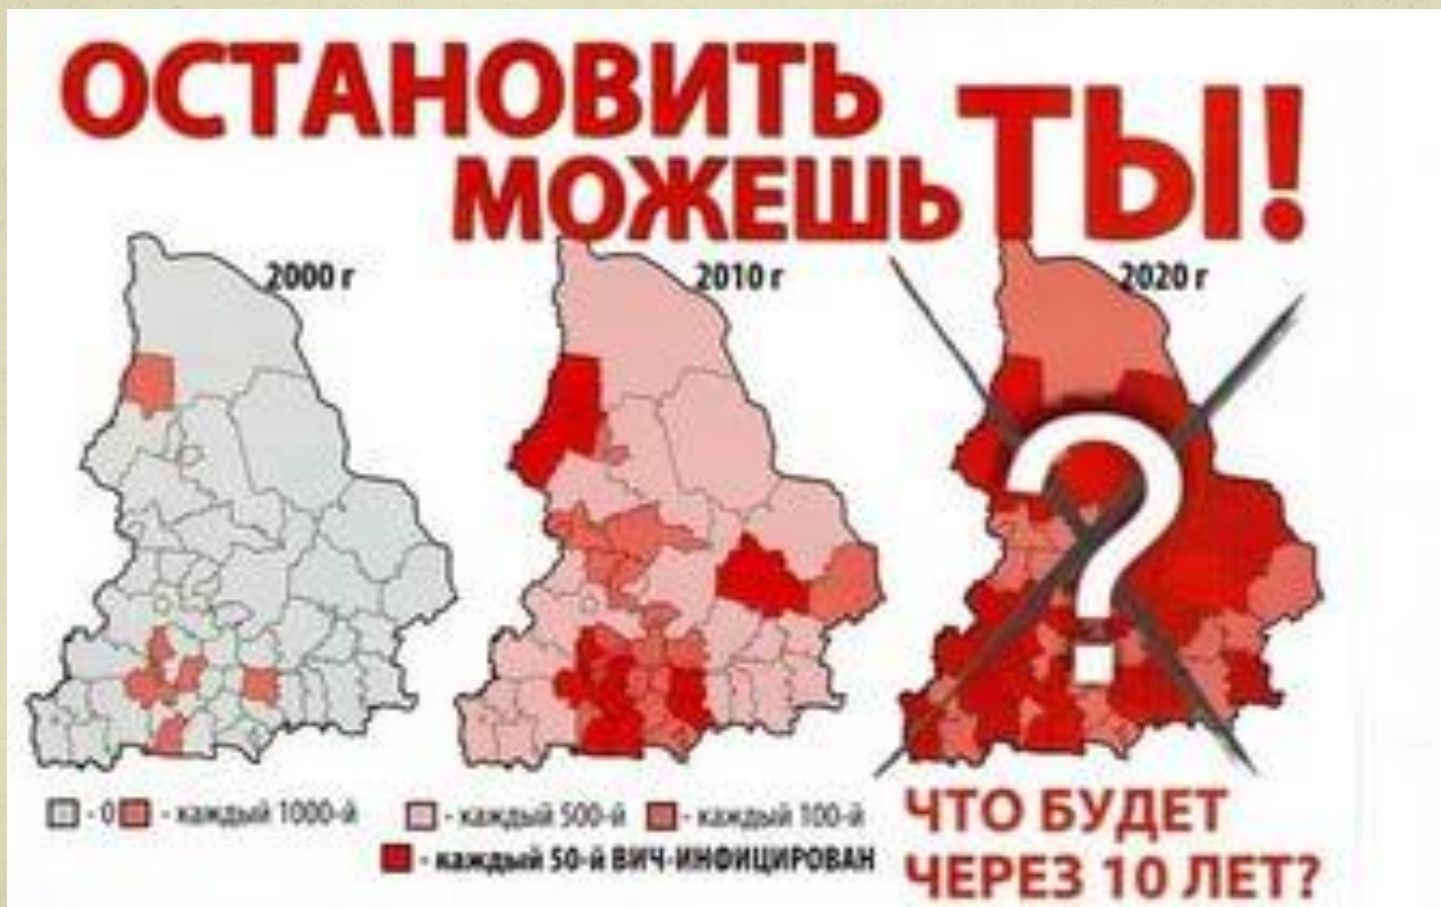 ОСТАНОВИТЬ
МОЖЕШЬ ТЫ!
2000 г
2010 г
2020 г
?
- 0 - каждый 1000-й
- каждый 500-й - каждый 100-й
- каждый 50-й ВИЧ-ИНФИЦИРОВАН
ЧТО БУДЕТ
ЧЕРЕЗ 10 ЛЕТ?